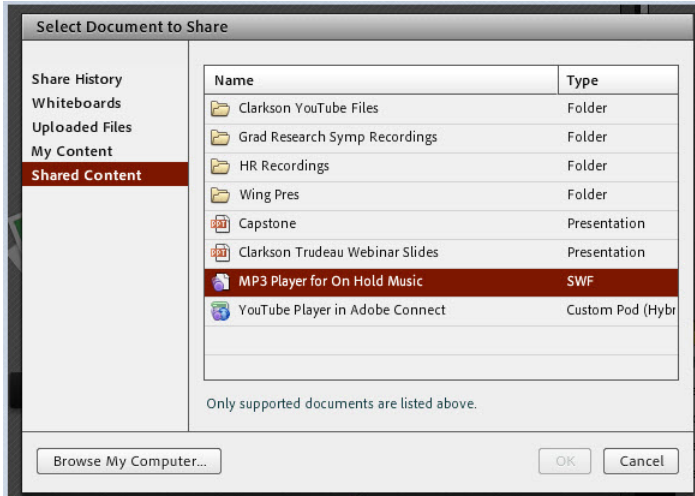 Select Document to Share
Share History
Whiteboards
Uploaded Files
My Content
Shared Content
Name Type
Clarkson YouTube Files Folder
Grad Research Symp Recordings Folder
HR Recordings Folder
Wing Pres Folder
Capstone Presentation
Clarkson Trudeau Webinar Slides Presentation
MP3 Player for On Hold Music SWF
YouTube Player in Adobe Connect Custom Pod (Hybr
Only supported documents are listed above.
Browse My Computer... OK Cancel